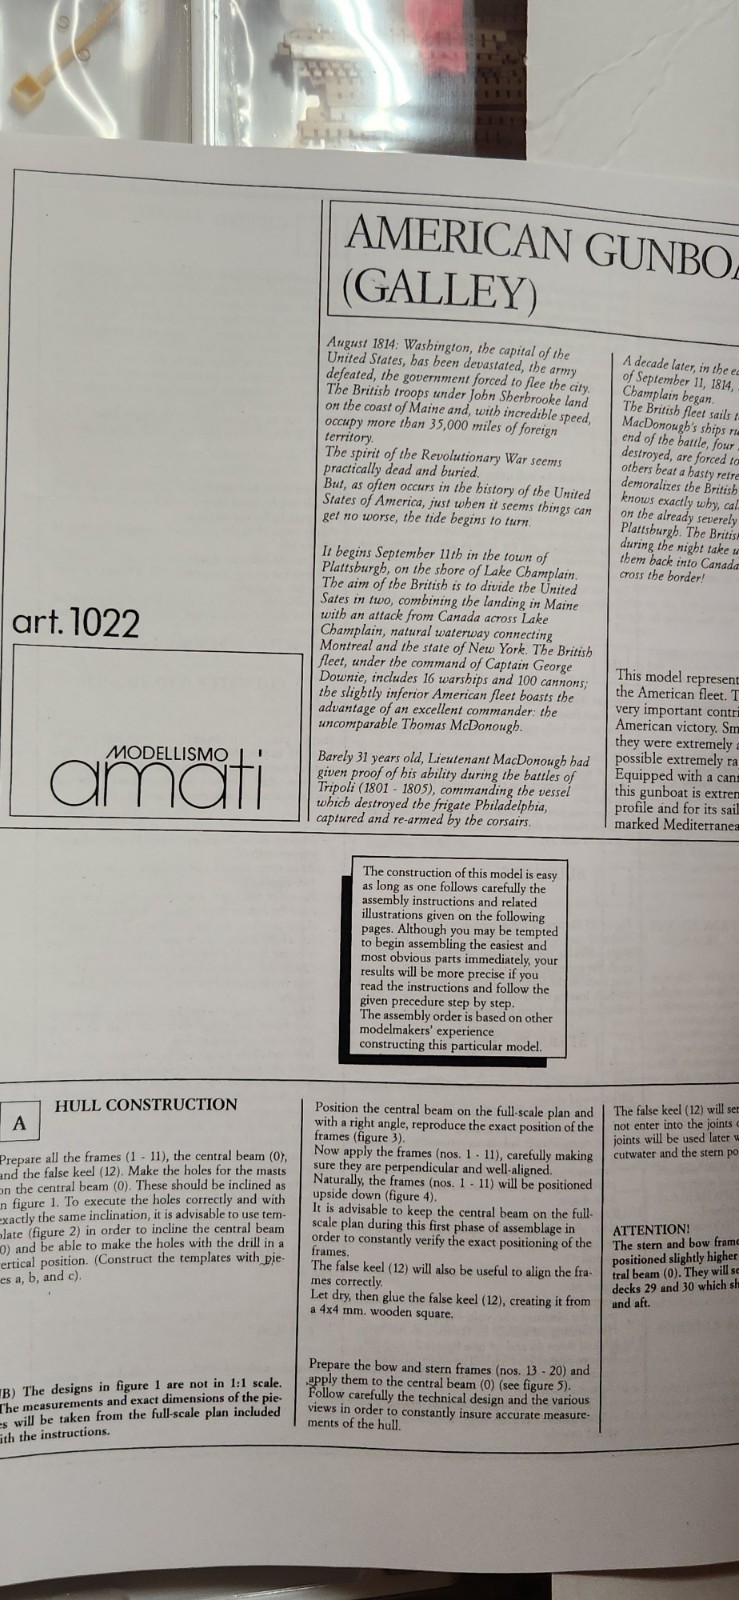 AMERICAN GUNBOA
(GALLEY)
August 1814: Washington, the capital of the
United States, has been devastated, the army
defeated, the government forced to flee the city.
The British troops under John Sherbrooke land
on the coast of Maine and, with incredible speed,
occupy more than 35,000 miles of foreign
territory.
The spirit of the Revolutionary War seems
practically dead and buried.
But, as often occurs in the history of the United
States of America, just when it seems things can
get no worse, the tide begins to turn.
It begins September 11th in the town of
Plattsburgh, on the shore of Lake Champlain.
The aim of the British is to divide the United
Sates in two, combining the landing in Maine
with an attack from Canada across Lake
Champlain, natural waterway connecting
Montreal and the state of New York. The British
fleet, under the command of Captain George
Downie, includes 16 warships and 100 cannons;
the slightly inferior American fleet boasts the
advantage of an excellent commander: the
uncomparable Thomas McDonough.
Barely 31 years old, Lieutenant MacDonough had
given proof of his ability during the battles of
Tripoli (1801 - 1805), commanding the vessel
which destroyed the frigate Philadelphia,
captured and re-armed by the corsairs.
A decade later, in the ea
of September 11, 1814,
Champlain began.
The British fleet sails t
MacDonough's ships ru
end of the battle, four
destroyed, are forced to
others beat a hasty retre
demoralizes the British
knows exactly why, cal
on the already severely
Plattsburgh. The Britis
during the night take u
them back into Canada
cross the border!
This model represent
the American fleet. T
very important contri
American victory. Sm
they were extremely a
possible extremely ra
Equipped with a can
this gunboat is extrem
profile and for its sail
marked Mediterranea
art.1022
MODELLISMO
amati
The construction of this model is easy
as long as one follows carefully the
assembly instructions and related
illustrations given on the following
pages. Although you may be tempted
to begin assembling the easiest and
most obvious parts immediately, your
results will be more precise if you
read the instructions and follow the
given precedure step by step.
The assembly order is based on other
modelmakers' experience
constructing this particular model.
A
HULL CONSTRUCTION
Prepare all the frames (1 - 11), the central beam (0),
and the false keel (12). Make the holes for the masts
on the central beam (0). These should be inclined as
n figure 1. To execute the holes correctly and with
exactly the same inclination, it is advisable to use tem-
plate (figure 2) in order to incline the central beam
0) and be able to make the holes with the drill in a
ertical position. (Construct the templates with pie-
es a, b, and c).
B) The designs in figure 1 are not in 1:1 scale.
The measurements and exact dimensions of the pie-
s will be taken from the full-scale plan included
ith the instructions.
Position the central beam on the full-scale plan and
with a right angle, reproduce the exact position of the
frames (figure 3).
Now apply the frames (nos. 1 - 11), carefully making
sure they are perpendicular and well-aligned.
Naturally, the frames (nos. 1 - 11) will be positioned
upside down (figure 4).
It is advisable to keep the central beam on the full-
scale plan during this first phase of assemblage in
order to constantly verify the exact positioning of the
frames.
The false keel (12) will also be useful to align the fra-
mes correctly.
Let dry, then glue the false keel (12), creating it from
a 4x4 mm. wooden square.
Prepare the bow and stern frames (nos. 13 - 20) and
apply them to the central beam (0) (see figure 5).
Follow carefully the technical design and the various
views in order to constantly insure accurate measure-
ments of the hull.
The false keel (12) will ser
not enter into the joints
joints will be used later w
cutwater and the stern po
ATTENTION!
The stern and bow frame
positioned slightly higher
tral beam (0). They will se
decks 29 and 30 which sh
and aft.